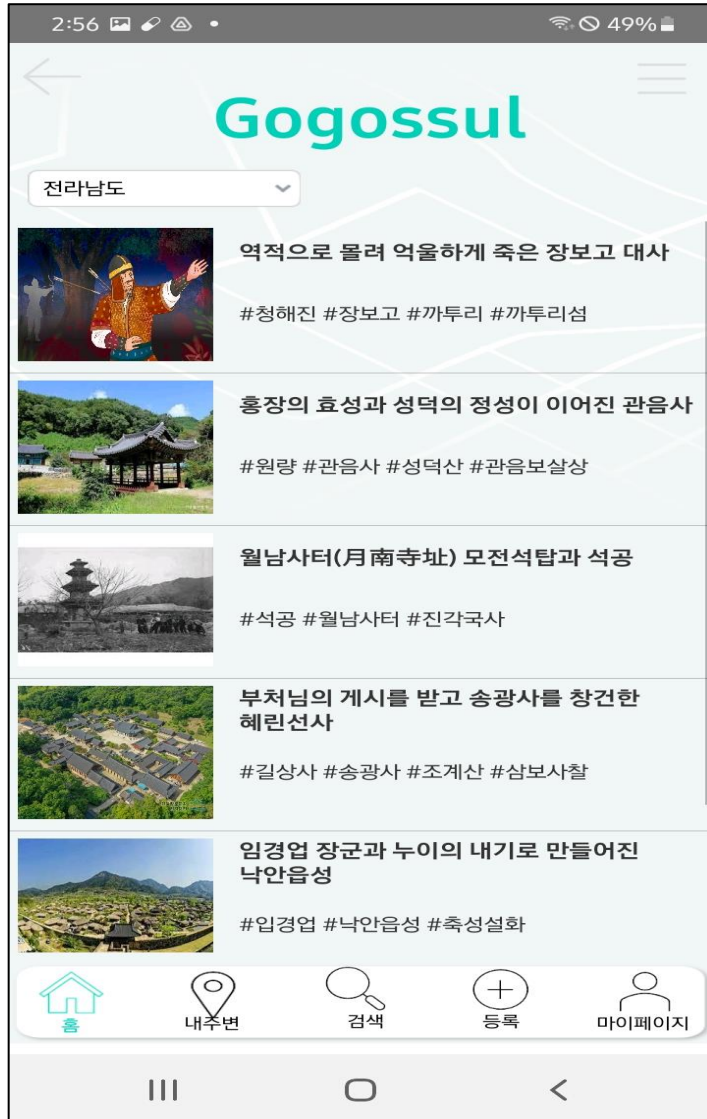 2:56
49%
Gogossul
전라남도
역적으로 몰려 억울하게 죽은 장보고 대사
#청해진 #장보고 #까투리 #까투리섬
홍장의 효성과 성덕의 정성이 이어진 관음사
#원량 #관음사 #성덕산 #관음보살상
월남사터(月南寺址) 모전석탑과 석공
#석공 #월남사터 #진각국사
부처님의 게시를 받고 송광사를 창건한
혜린선사
#길상사 #송광사 #조계산 #삼보사찰
임경업 장군과 누이의 내기로 만들어진
낙안읍성
#입경업 #낙안읍성 #축성설화
홈
내주변
검색
등록
마이페이지